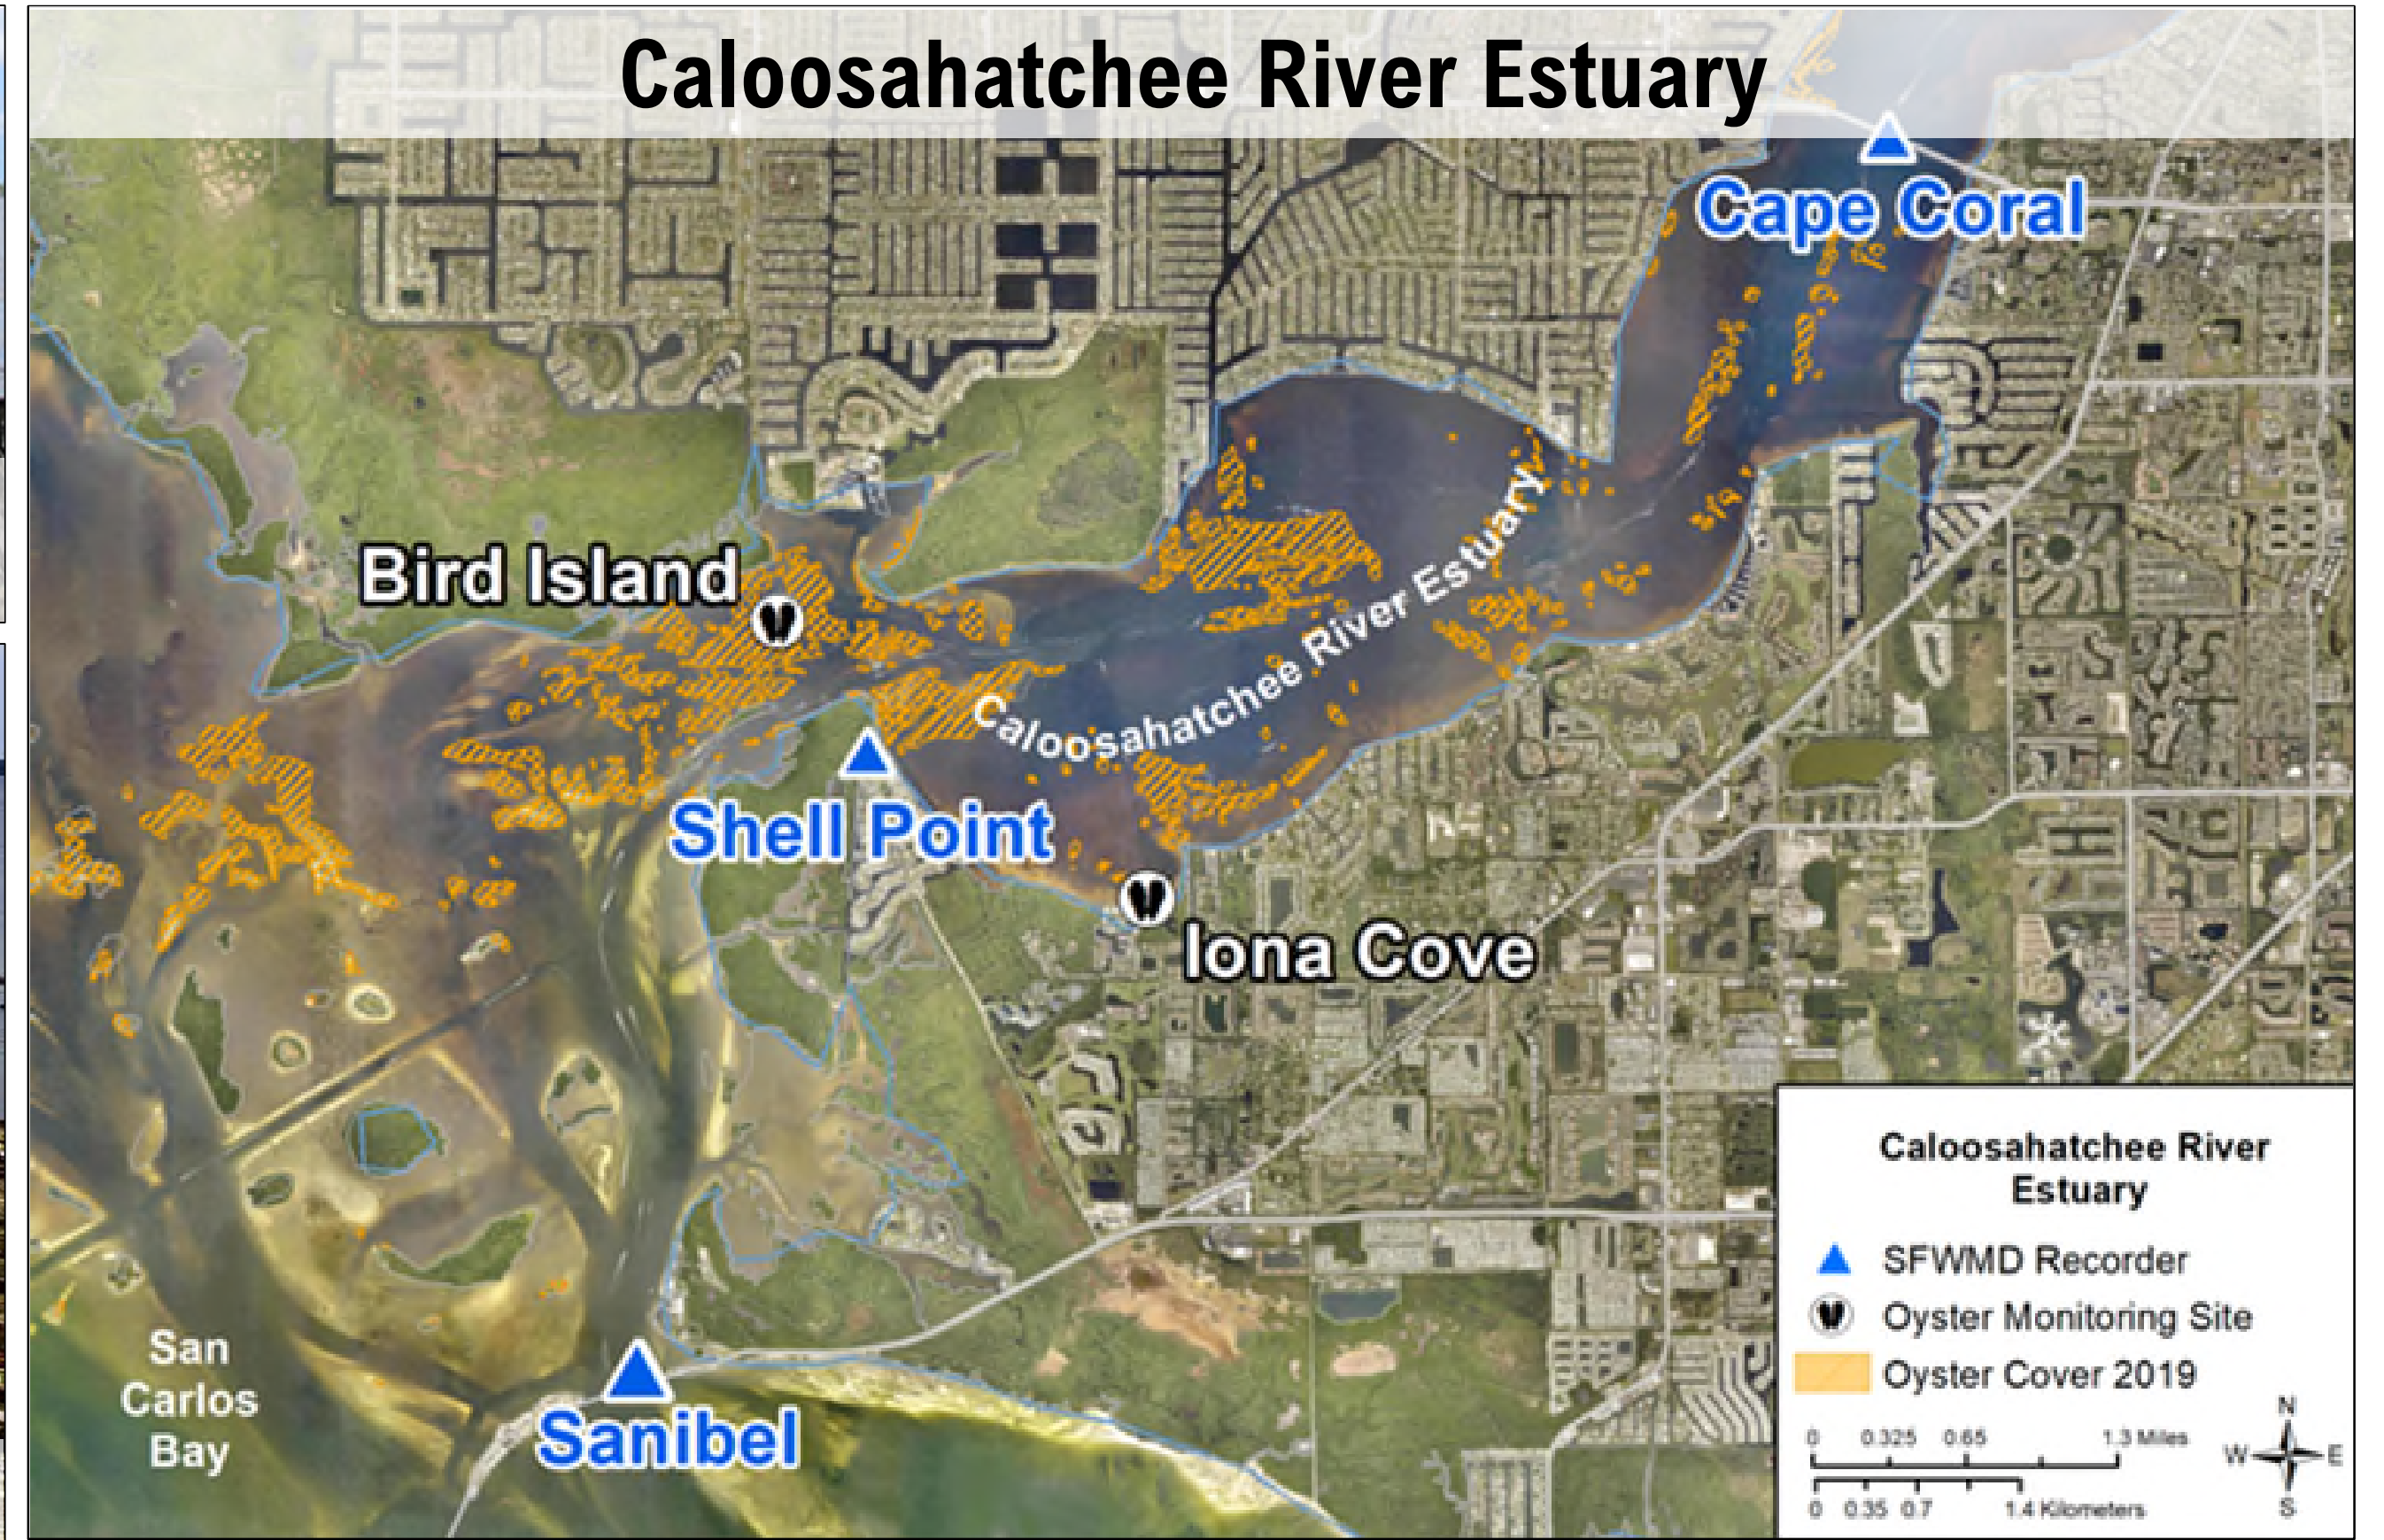 Caloosahatchee River Estuary
Cape Coral
Bird Island
Caloosahatchee River Estuary
Shell Point
Iona Cove
San
Carlos
Bay
Sanibel
Caloosahatchee River
Estuary
SFWMD Recorder
Oyster Monitoring Site
Oyster Cover 2019
0 0.325 0.65 1.3 Miles
0 0.35 0.7 1.4 Kilometers
N
W E
S